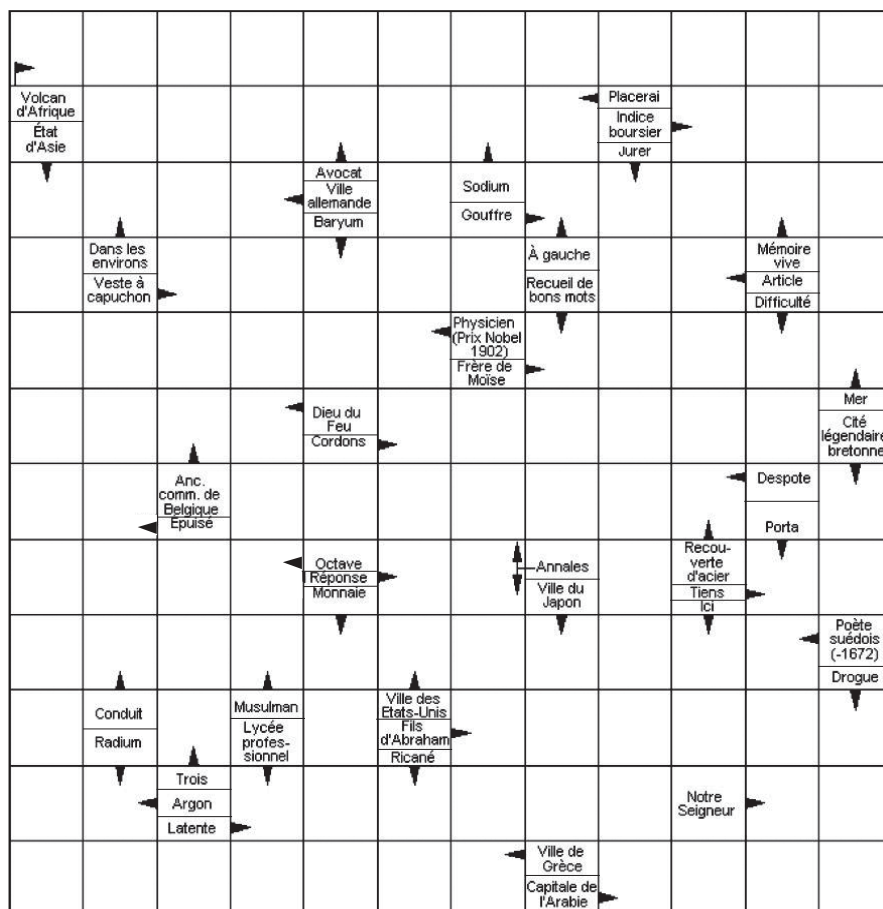 Volcan
d'Afrique
État
d'Asie
Placerai
Indice
boursier
Jurer
Avocat
Ville
allemande
Baryum
Sodium
Gouffre
Dans les
environs
Veste à
capuchon
À gauche
Recueil de
bons mots
Mémoire
vive
Article
Difficulté
Physicien
(Prix Nobel
1902)
Frère de
Moïse
Dieu du
Feu
Cordons
Mer
Cité
légendaire
bretonne
Anc.
comm. de
Belgique
Épuisé
Despote
Porta
Octave
Réponse
Monnaie
Annales
Ville du
Japon
Recou-
verte
d'acier
Tiens
Ici
Poète
suédois
(-1672)
Drogue
Conduit
Radium
Musulman
Lycée
profes-
sionnel
Ville des
Etats-Unis
Fils
d'Abraham
Ricané
Trois
Argon
Latente
Notre
Seigneur
Ville de
Grèce
Capitale de
l'Arabie